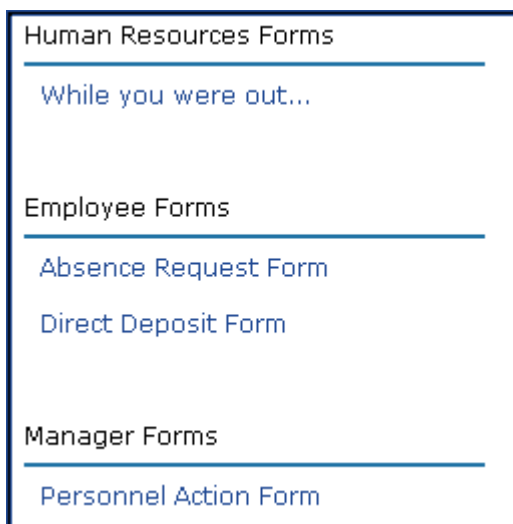 Human Resources Forms
While you were out...
Employee Forms
Absence Request Form
Direct Deposit Form
Manager Forms
Personnel Action Form